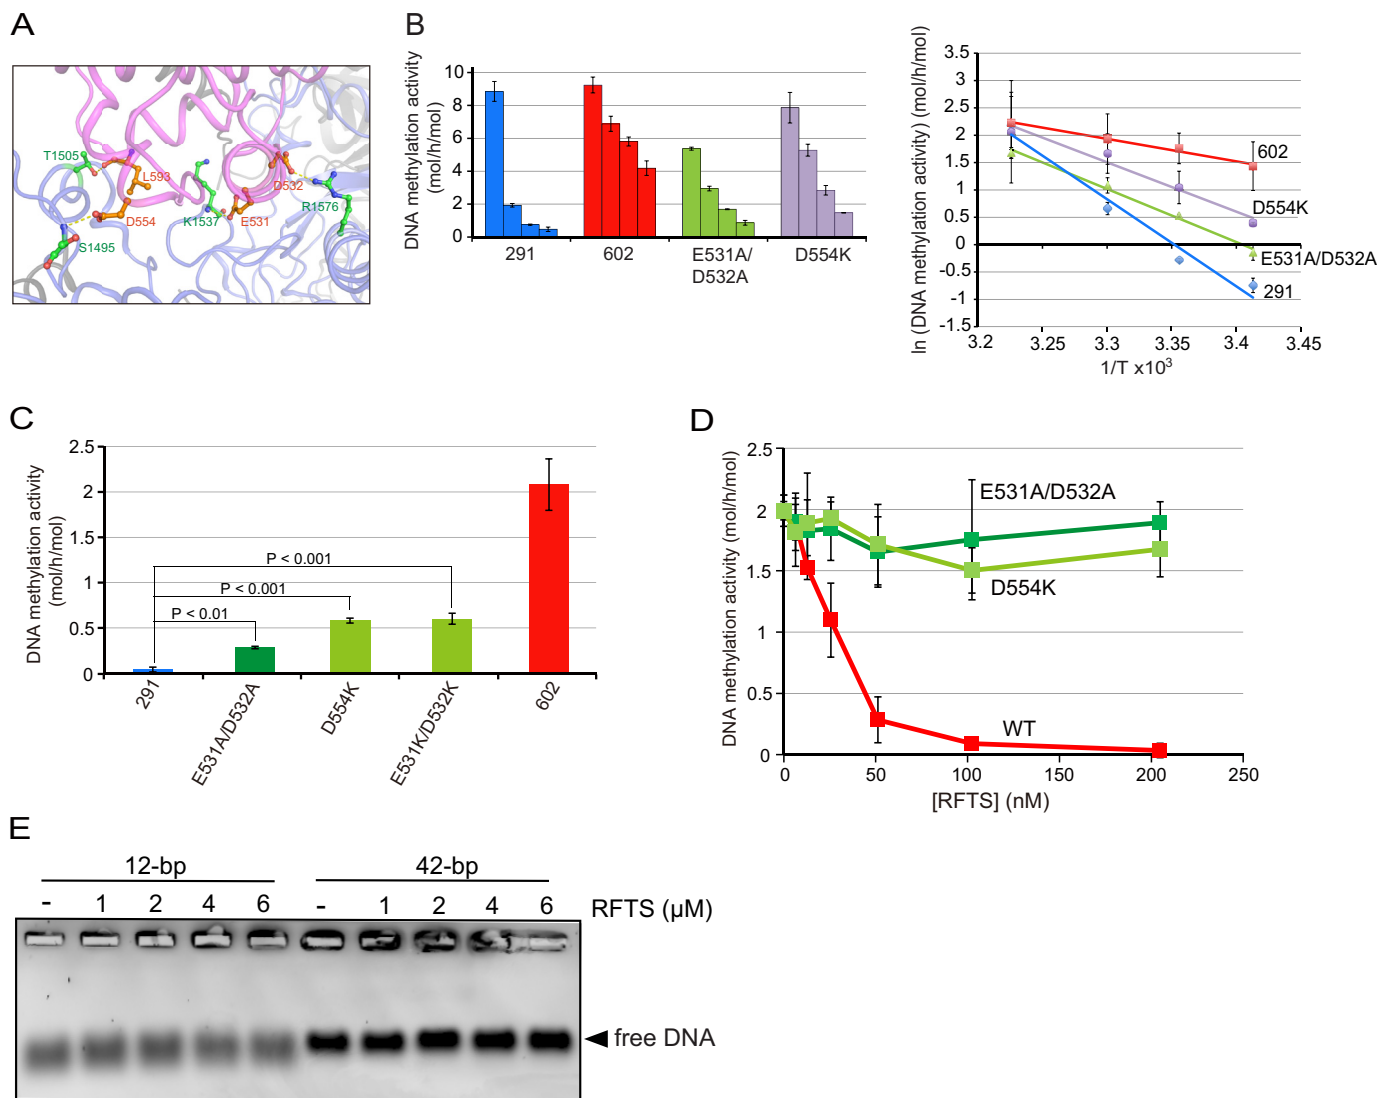 A
T1505
L593
D532
D554
K1537
E531
R1576
S1495
B
DNA methylation activity
(mol/h/mol)
10
8
6
4
2
0
291
602
E531A/
D532A
D554K
ln (DNA methylation activity) (mol/h/mol)
3.5
3
2.5
2
1.5
1
0.5
0
-0.5
-1
-1.5
602
D554K
E531A/D532A
291
3.2
3.25
3.3
3.35
3.4
3.45
1/T x10³
C
DNA methylation activity
(mol/h/mol)
2.5
2
1.5
1
0.5
0
P < 0.001
P < 0.001
P < 0.01
291
E531A/D532A
D554K
E531K/D532K
602
D
DNA methylation activity (mol/h/mol)
2.5
2
1.5
1
0.5
0
E531A/D532A
D554K
WT
0
50
100
150
200
250
[RFTS] (nM)
E
12-bp
42-bp
- 1 2 4 6 - 1 2 4 6 RFTS (µM)
free DNA